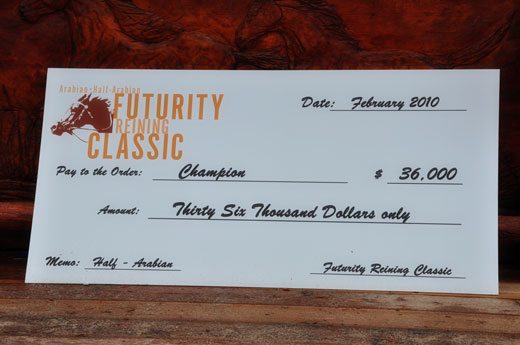 Arabian · Half-Arabian
FUTURITY
REINING
CLASSIC
Date: February 2010
Pay to the Order: Champion $ 36,000
Amount: Thirty Six Thousand Dollars only
Memo: Half - Arabian Futurity Reining Classic